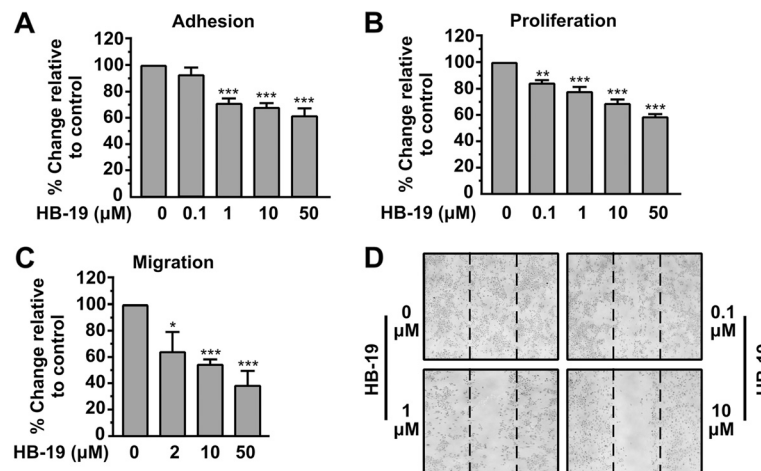 A
Adhesion
% Change relative
to control
120
100
80
60
40
20
0
***
***
***
HB-19 (μM) 0 0.1 1 10 50
B
Proliferation
% Change relative
to control
120
100
80
60
40
20
0
**
***
***
***
HB-19 (μM) 0 0.1 1 10 50
C
Migration
% Change relative
to control
120
100
80
60
40
20
0
*
***
***
HB-19 (μM) 0 2 10 50
D
HB-19
0
μM
1
μM
0.1
μM
10
μM
HB-19